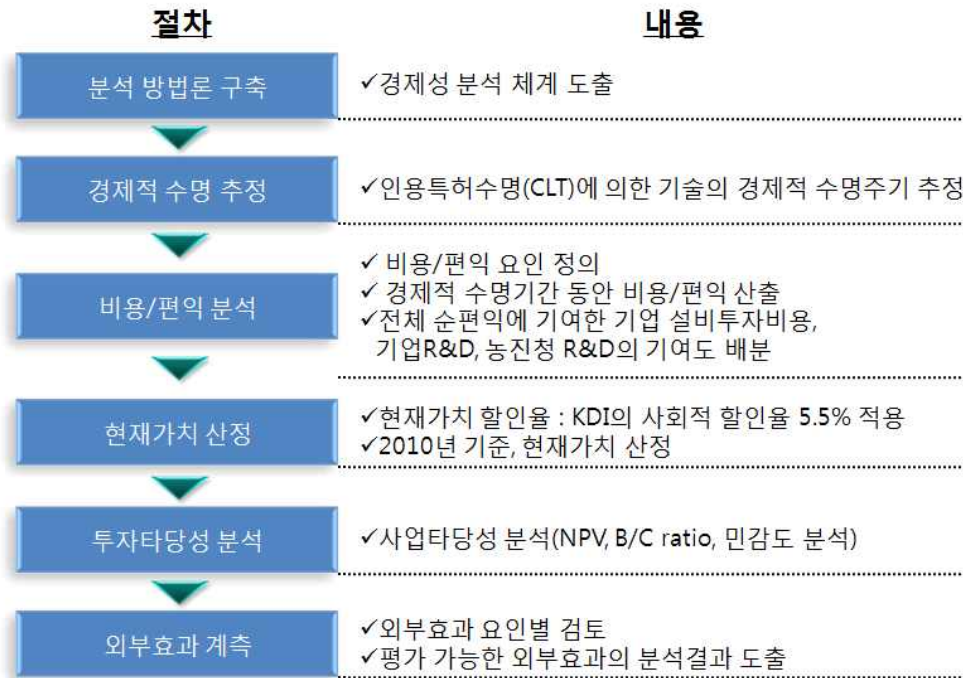 절차 내용
분석 방법론 구축
✓경제성 분석 체계 도출
경제적 수명 추정
✓인용특허수명(CLT)에 의한 기술의 경제적 수명주기 추정
비용/편익 분석
✓ 비용/편익 요인 정의
✓ 경제적 수명기간 동안 비용/편익 산출
✓전체 순편익에 기여한 기업 설비투자비용,
기업R&D, 농진청 R&D의 기여도 배분
현재가치 산정
✓현재가치 할인율 : KDI의 사회적 할인율 5.5% 적용
✓2010년 기준, 현재가치 산정
투자타당성 분석
✓사업타당성 분석(NPV, B/C ratio, 민감도 분석)
외부효과 계측
✓외부효과 요인별 검토
✓평가 가능한 외부효과의 분석결과 도출